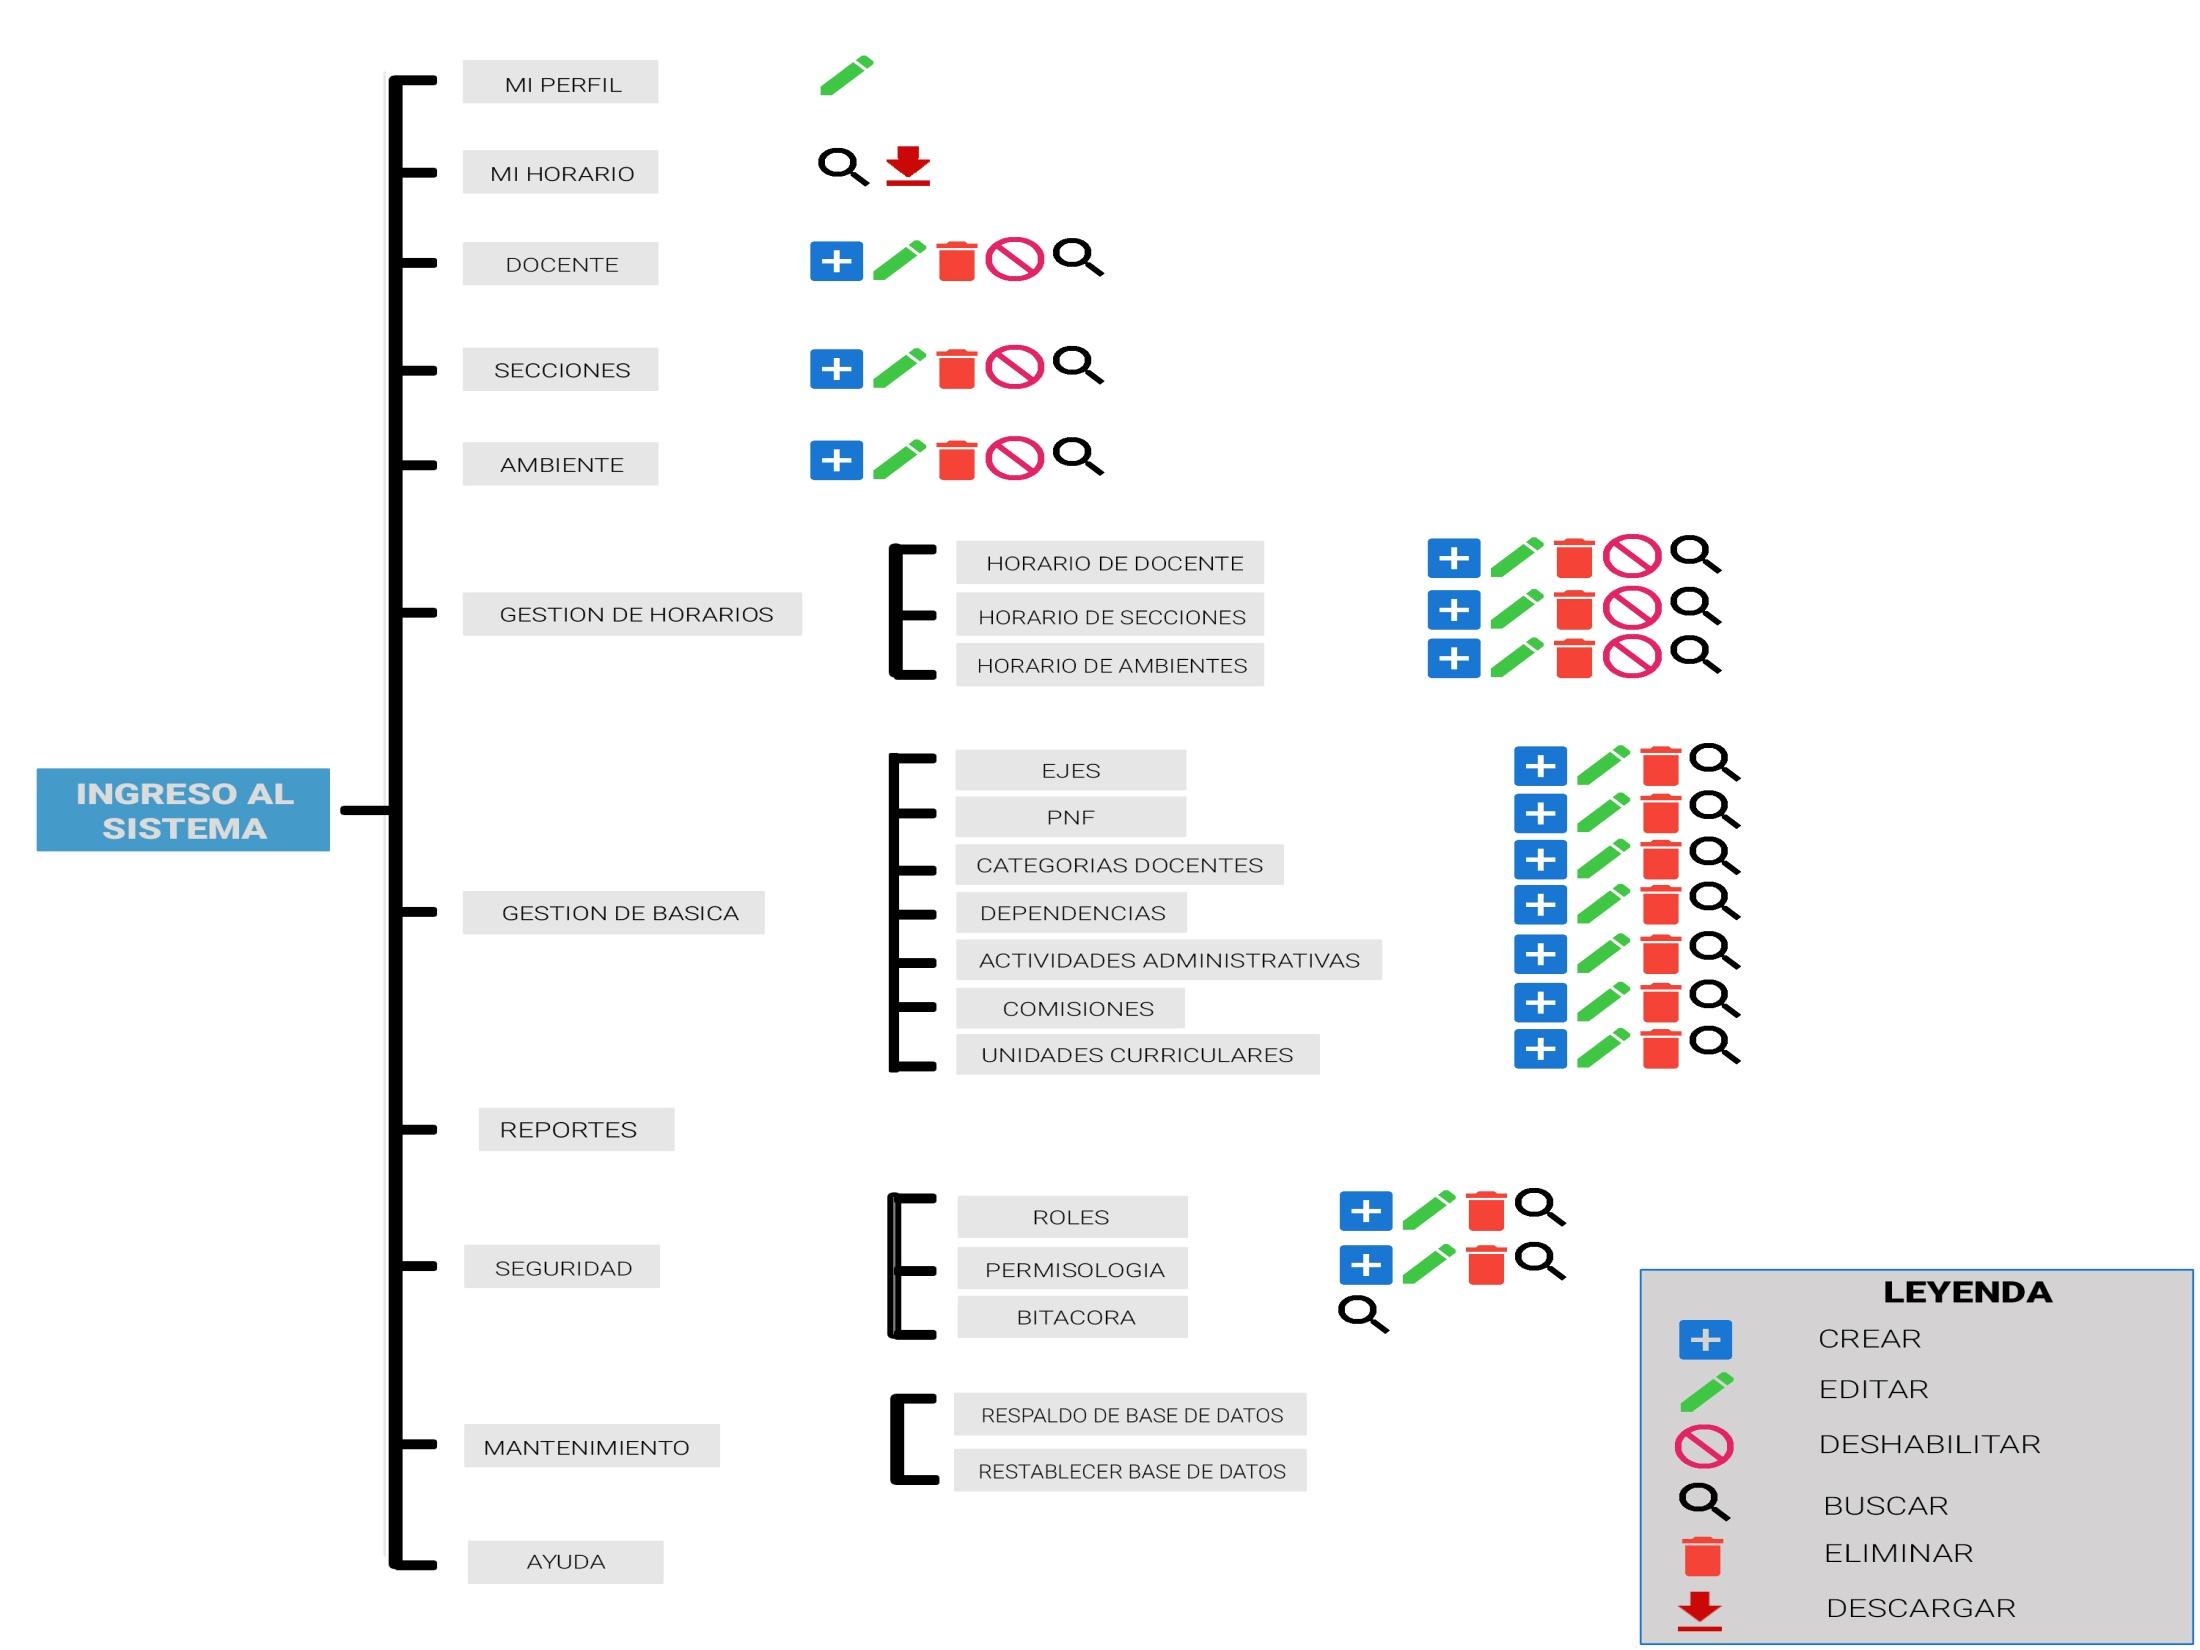 MI PERFIL
MI HORARIO
DOCENTE
SECCIONES
AMBIENTE
GESTION DE HORARIOS
HORARIO DE DOCENTE
HORARIO DE SECCIONES
HORARIO DE AMBIENTES
INGRESO AL
SISTEMA
GESTION DE BASICA
EJES
PNF
CATEGORIAS DOCENTES
DEPENDENCIAS
ACTIVIDADES ADMINISTRATIVAS
COMISIONES
UNIDADES CURRICULARES
REPORTES
SEGURIDAD
ROLES
PERMISOLOGIA
BITACORA
MANTENIMIENTO
RESPALDO DE BASE DE DATOS
RESTABLECER BASE DE DATOS
AYUDA
LEYENDA
CREAR
EDITAR
DESHABILITAR
BUSCAR
ELIMINAR
DESCARGAR